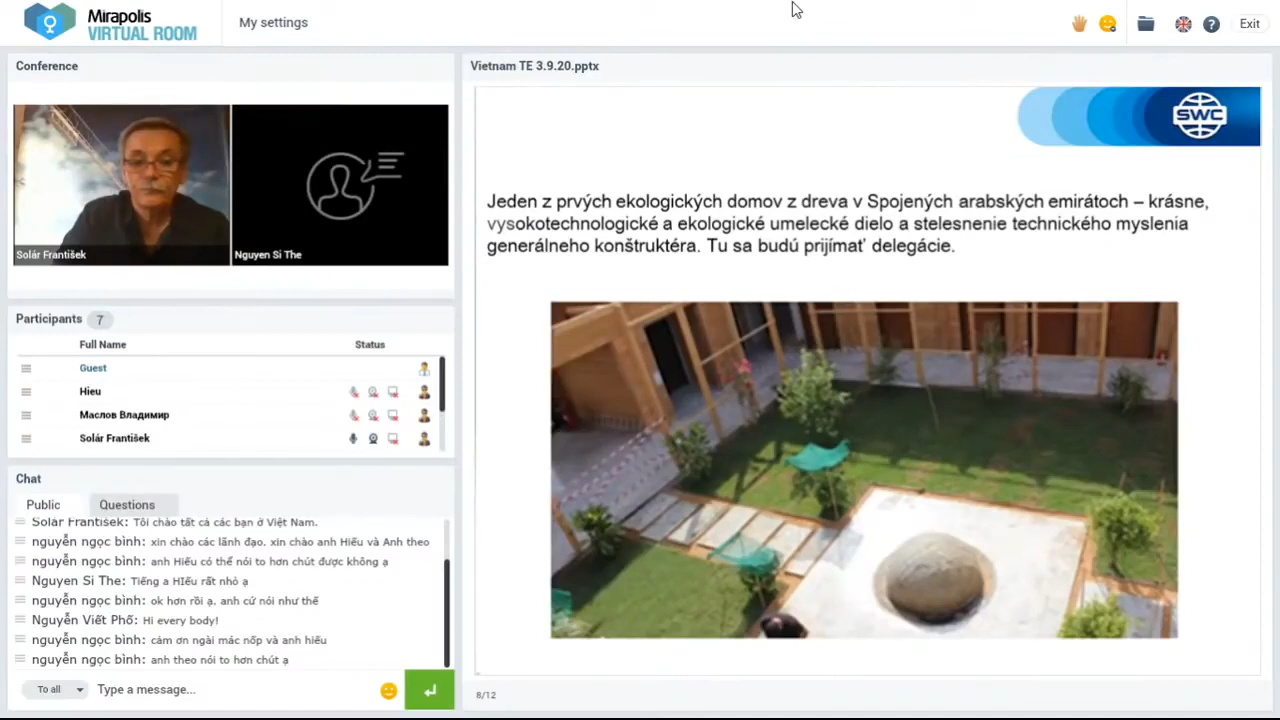 Mirapolis
VIRTUAL ROOM
My settings
Exit
Conference
Solár František
Nguyen Si The
Participants 7
Full Name Status
Guest
Hieu
Маслов Владимир
Solár František
Chat
Public Questions
Solár František: Tôi chào tất cả các bạn ở Việt Nam.
nguyễn ngọc bình: xin chào các lãnh đạo. xin chào anh Hiếu và Anh theo
nguyễn ngọc bình: anh Hiếu có thể nói to hơn chút được không ạ
Nguyen Si The: Tiếng a HIếu rất nhỏ ạ
nguyễn ngọc bình: ok hơn rồi ạ. anh cứ nói như thế
Nguyễn Viết Phố: Hi every body!
nguyễn ngọc bình: cám ơn ngài mác nốp và anh hiếu
nguyễn ngọc bình: anh theo nói to hơn chút ạ
To all Type a message...
Vietnam TE 3.9.20.pptx
SWC
Jeden z prvých ekologických domov z dreva v Spojených arabských emirátoch – krásne,
vysokotechnologické a ekologické umelecké dielo a stelesnenie technického myslenia
generálneho konštruktéra. Tu sa budú prijímať delegácie.
8/12